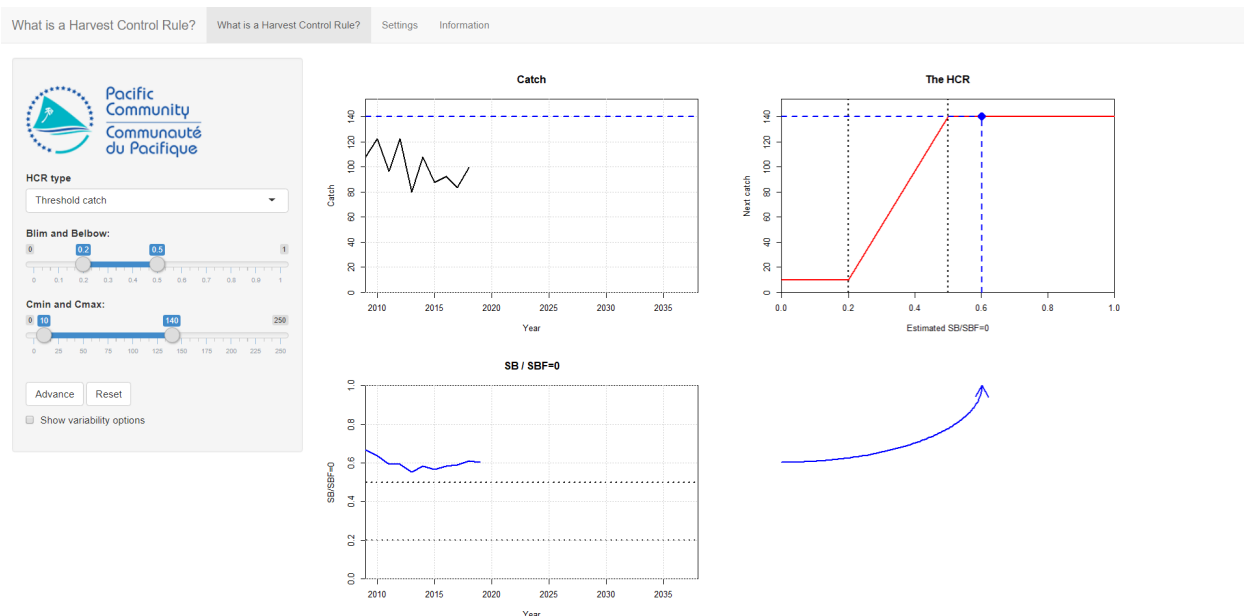 What is a Harvest Control Rule?
What is a Harvest Control Rule?
Settings
Information
Pacific
Community
Communauté
du Pacifique
HCR type
Threshold catch
Blim and Belbow:
0 0.2 0.5 1
0 0.1 0.2 0.3 0.4 0.5 0.6 0.7 0.8 0.9 1
Cmin and Cmax:
0 10 140 250
0 25 50 75 100 125 150 175 200 225 250
Advance
Reset
Show variability options
Catch
Catch
140
120
100
80
60
40
20
0
2010 2015 2020 2025 2030 2035
Year
The HCR
Next catch
140
120
100
80
60
40
20
0
0.0 0.2 0.4 0.6 0.8 1.0
Estimated SB/SBF=0
SB / SBF=0
SB/SBF=0
1.0
0.8
0.6
0.4
0.2
0.0
2010 2015 2020 2025 2030 2035
Year